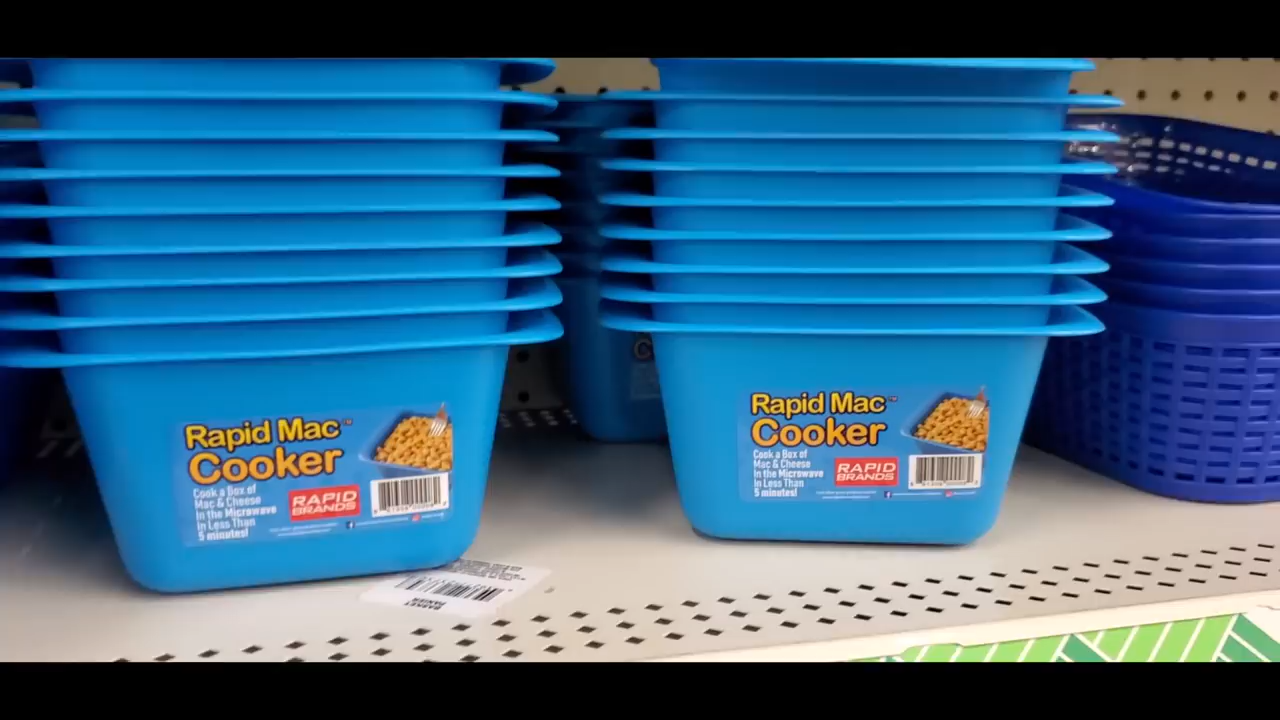 Rapid Mac™
Cooker
Cook a Box of
Mac & Cheese
In the Microwave
In Less Than
5 minutes!
RAPID
BRANDS
Rapid Mac™
Cooker
Cook a Box of
Mac & Cheese
In the Microwave
In Less Than
5 minutes!
RAPID
BRANDS
BASKET